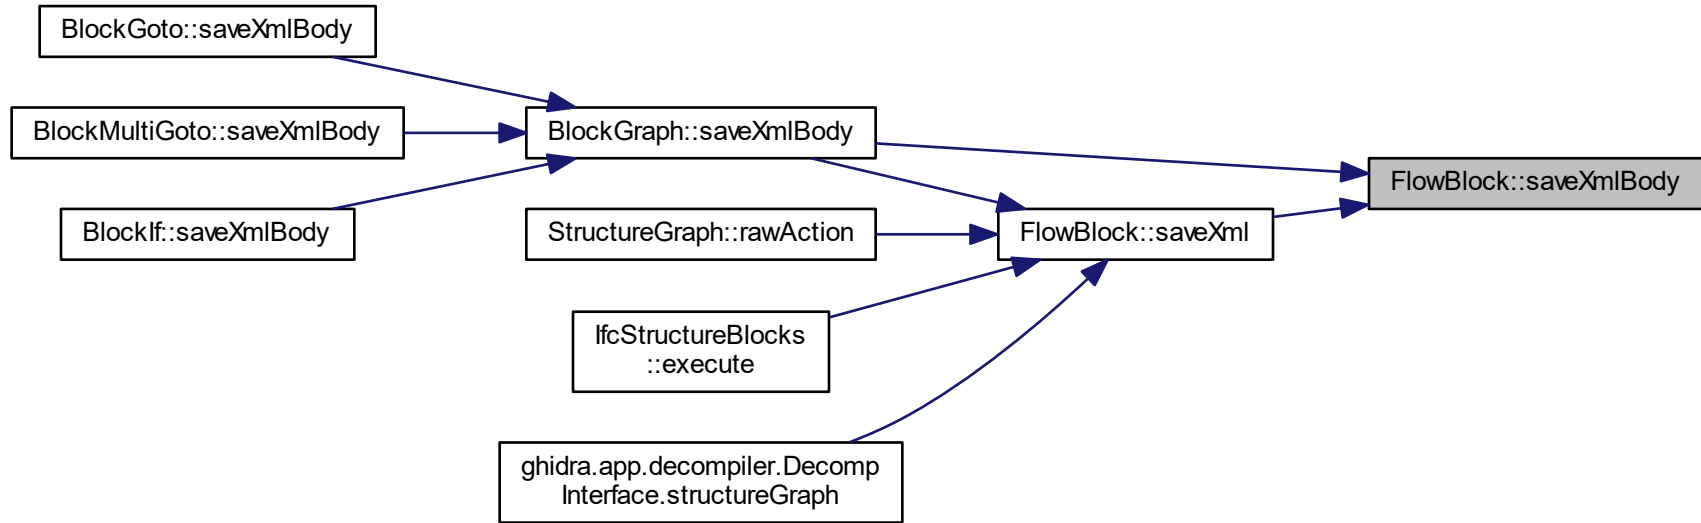 BlockGoto::saveXmlBody
BlockMultiGoto::saveXmlBody
BlockIf::saveXmlBody
BlockGraph::saveXmlBody
StructureGraph::rawAction
IfcStructureBlocks
::execute
ghidra.app.decompiler.Decomp
Interface.structureGraph
FlowBlock::saveXml
FlowBlock::saveXmlBody